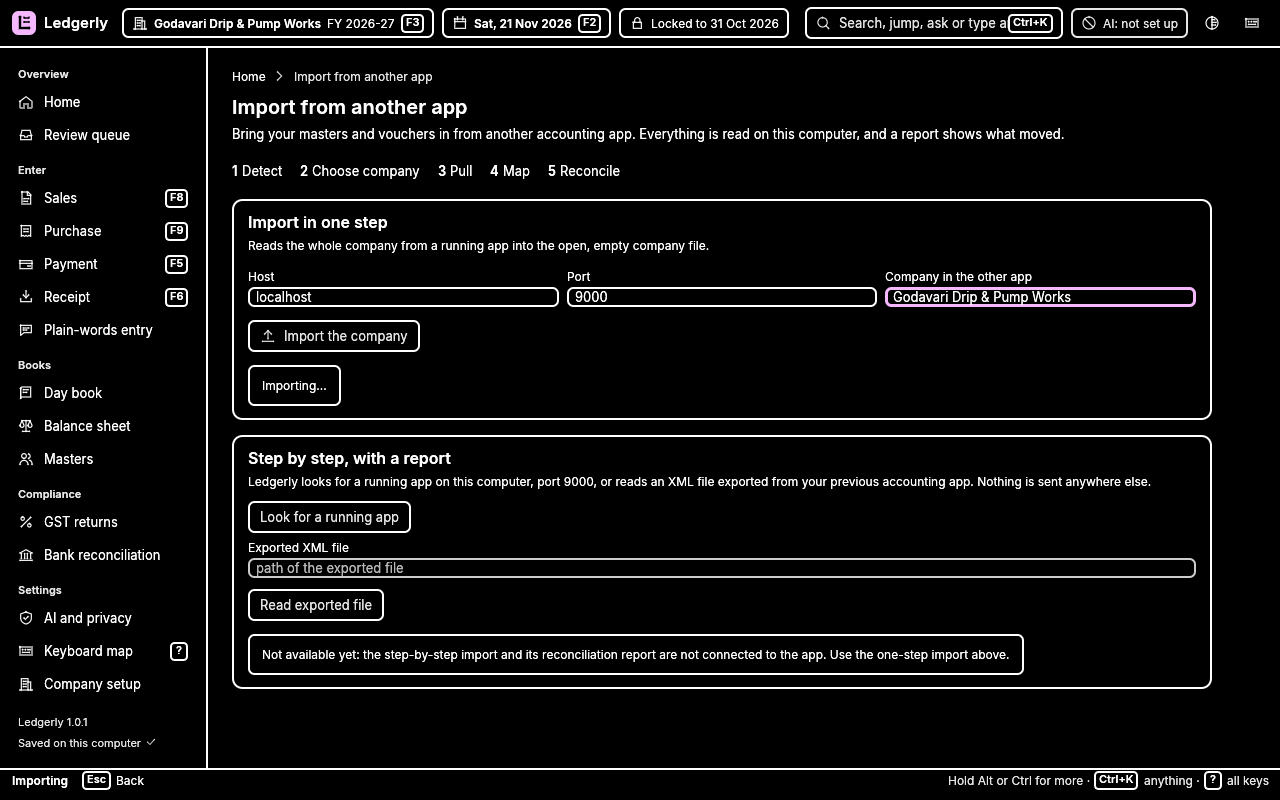 Ledgerly
Godavari Drip & Pump Works FY 2026-27 F3
Sat, 21 Nov 2026 F2
Locked to 31 Oct 2026
Search, jump, ask or type a Ctrl+K
AI: not set up
Overview
Home
Review queue
Enter
Sales F8
Purchase F9
Payment F5
Receipt F6
Plain-words entry
Books
Day book
Balance sheet
Masters
Compliance
GST returns
Bank reconciliation
Settings
AI and privacy
Keyboard map ?
Company setup
Ledgerly 1.0.1
Saved on this computer
Home Import from another app
Import from another app
Bring your masters and vouchers in from another accounting app. Everything is read on this computer, and a report shows what moved.
1 Detect 2 Choose company 3 Pull 4 Map 5 Reconcile
Import in one step
Reads the whole company from a running app into the open, empty company file.
Host Port Company in the other app
localhost 9000 Godavari Drip & Pump Works
Import the company
Importing...
Step by step, with a report
Ledgerly looks for a running app on this computer, port 9000, or reads an XML file exported from your previous accounting app. Nothing is sent anywhere else.
Look for a running app
Exported XML file
path of the exported file
Read exported file
Not available yet: the step-by-step import and its reconciliation report are not connected to the app. Use the one-step import above.
Importing Esc Back
Hold Alt or Ctrl for more · Ctrl+K anything · ? all keys